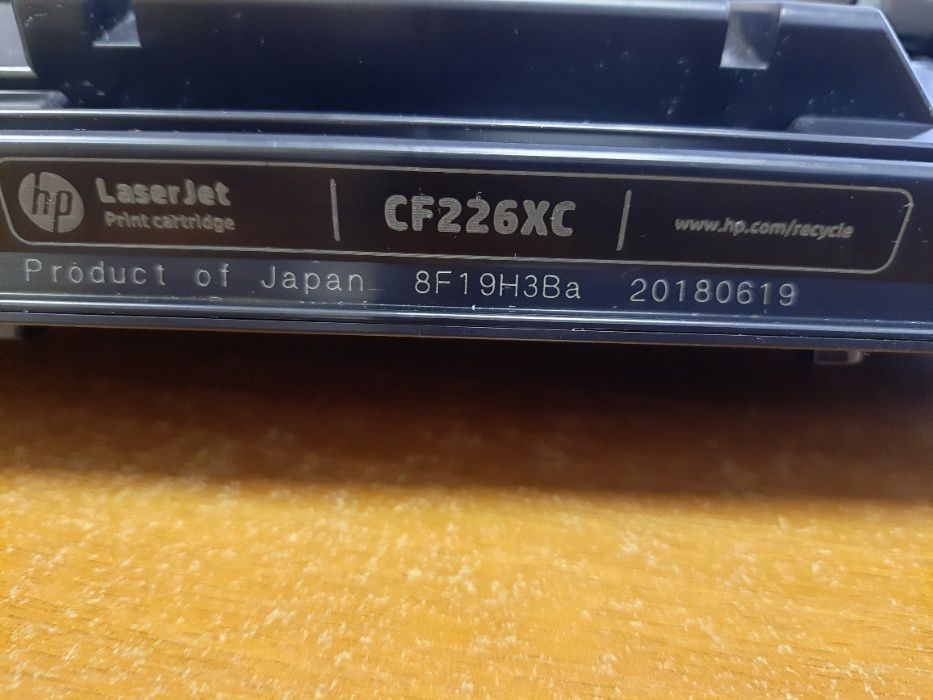 hp LaserJet
Print cartridge
CF226XC
www.hp.com/recycle
Product of Japan 8F19H3Ba 20180619